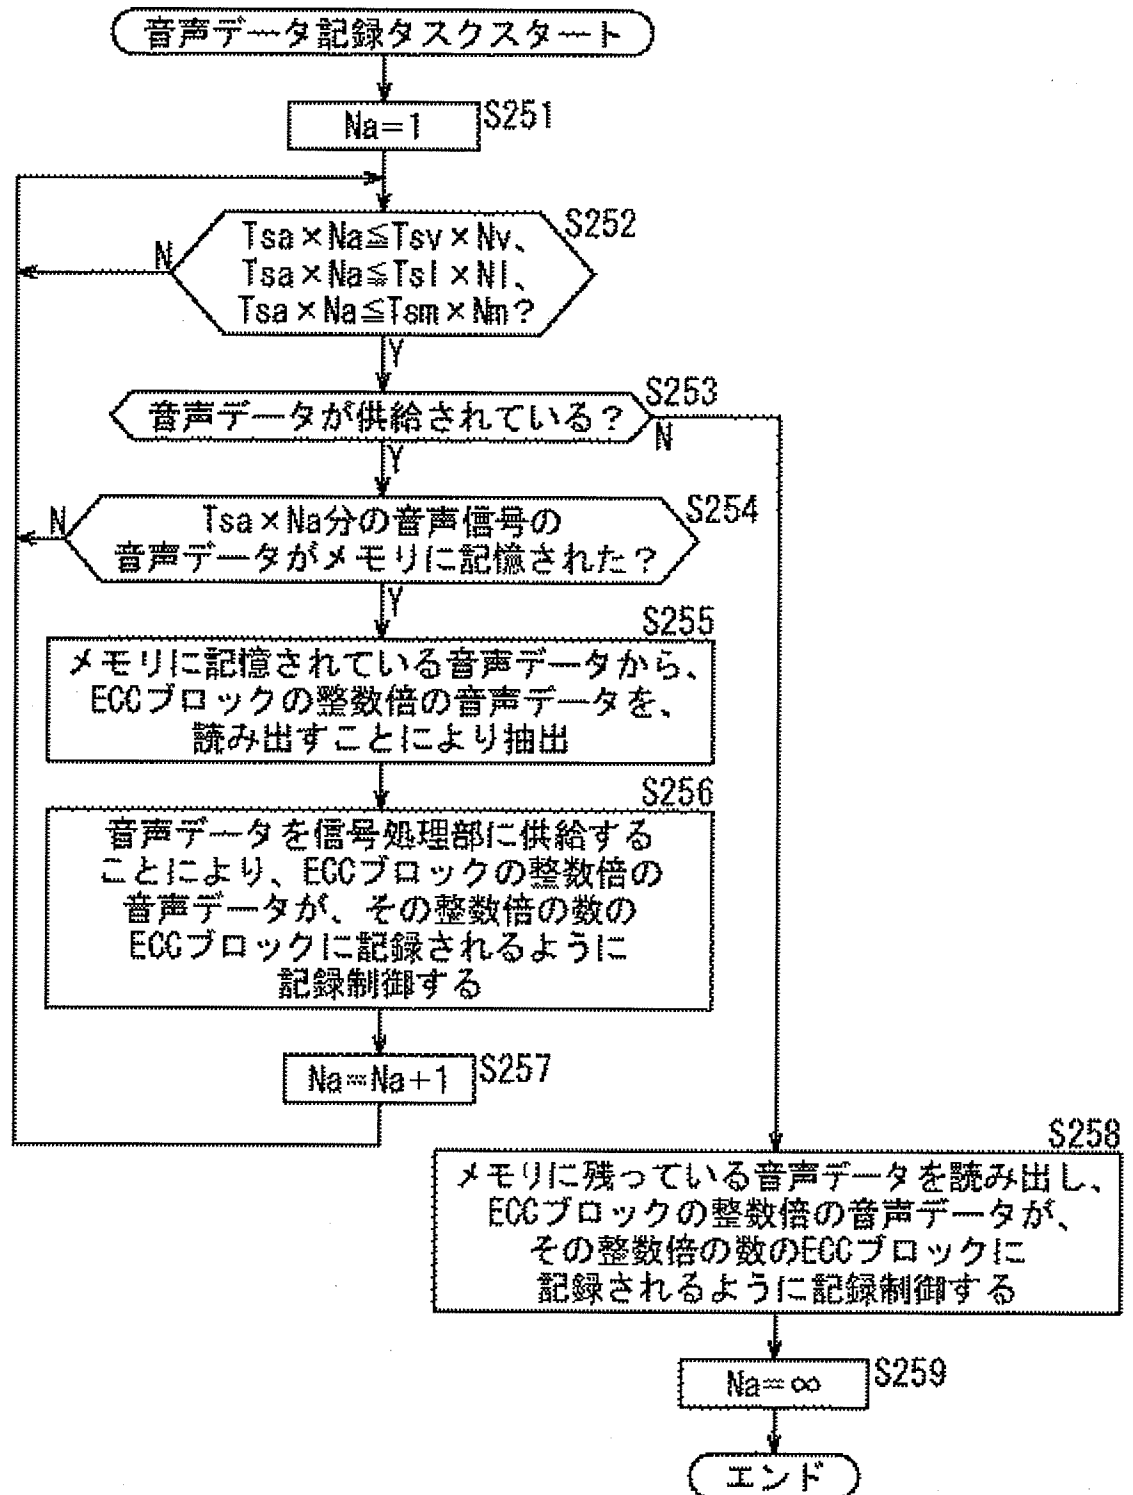 音声データ記録タスクスタート
S251
Na=1
S252
Tsa×Na≦Tsv×Nv、
Tsa×Na≦Tsl×Nl、
Tsa×Na≦Tsm×Nm?
N
Y
S253
音声データが供給されている?
N
Y
S254
Tsa×Na分の音声信号の
音声データがメモリに記憶された?
N
Y
S255
メモリに記憶されている音声データから、
ECCブロックの整数倍の音声データを、
読み出すことにより抽出
S256
音声データを信号処理部に供給する
ことにより、ECCブロックの整数倍の
音声データが、その整数倍の数の
ECCブロックに記録されるように
記録制御する
S257
Na=Na+1
S258
メモリに残っている音声データを読み出し、
ECCブロックの整数倍の音声データが、
その整数倍の数のECCブロックに
記録されるように記録制御する
S259
Na=∞
エンド